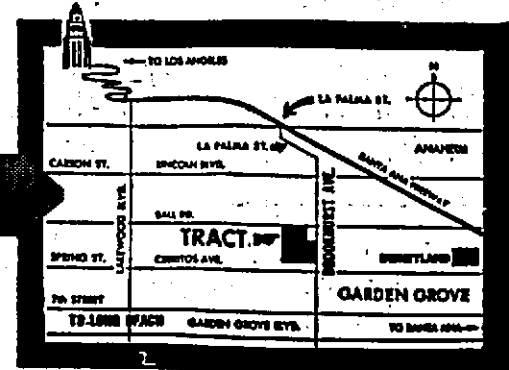 TO LOS ANGELES
N
LA PALMA ST.
LA PALMA ST.
ANAHEIM
CARSON ST.
LINCOLN BLVD.
SANTA ANA FREEWAY
LAKEWOOD BLVD.
BALL RD.
BROOKHURST AVE.
TRACT
SPRING ST.
CERRITOS AVE.
DISNEYLAND
7th STREET
GARDEN GROVE
TO LONG BEACH
GARDEN GROVE BLVD.
TO SANTA ANA